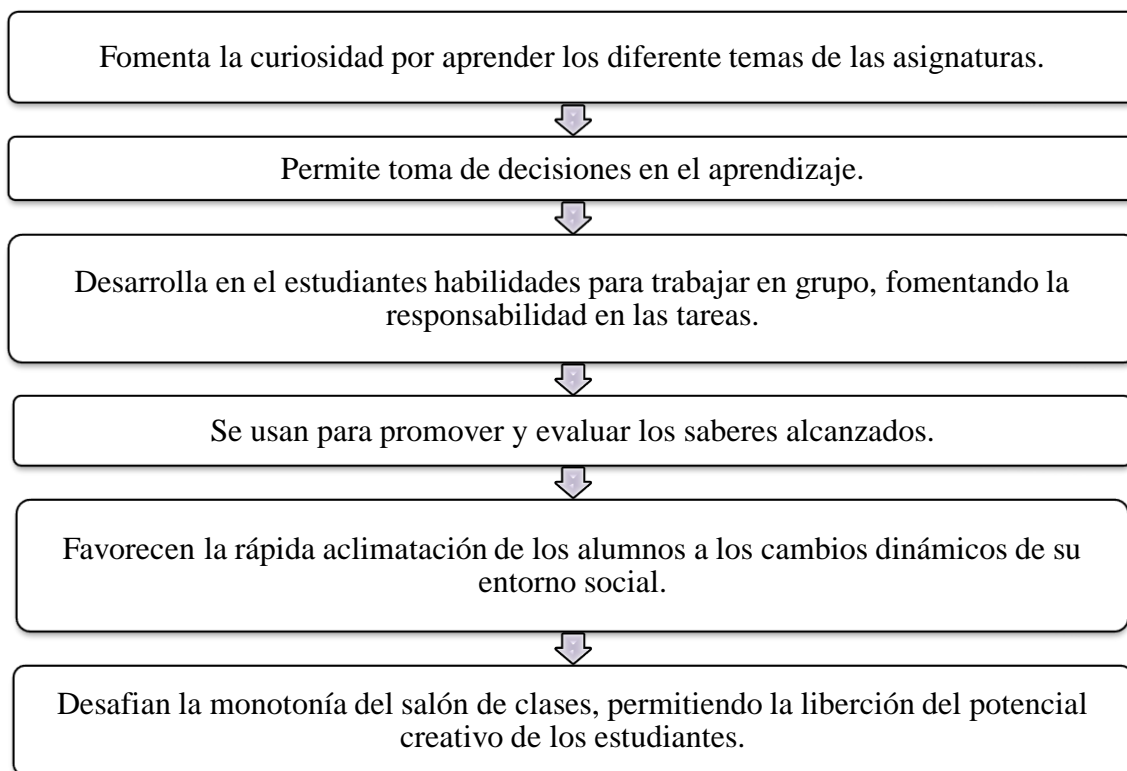 Fomenta la curiosidad por aprender los diferente temas de las asignaturas.
Permite toma de decisiones en el aprendizaje.
Desarrolla en el estudiantes habilidades para trabajar en grupo, fomentando la
responsabilidad en las tareas.
Se usan para promover y evaluar los saberes alcanzados.
Favorecen la rápida aclimatación de los alumnos a los cambios dinámicos de su
entorno social.
Desafian la monotonía del salón de clases, permitiendo la liberción del potencial
creativo de los estudiantes.